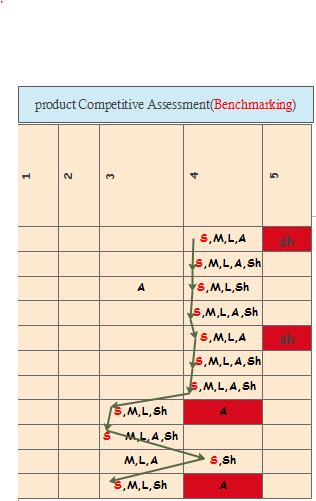 product Competitive Assessment(Benchmarking)
1 2 3 4 5
S,M,L,A sh
S,M,L,A,Sh
A S,M,L,Sh
S,M,L,A,Sh
S,M,L,A sh
S,M,L,A,Sh
S,M,L,A,Sh
S,M,L,Sh A
S M,L,A,Sh
M,L,A S,Sh
S,M,L,Sh A